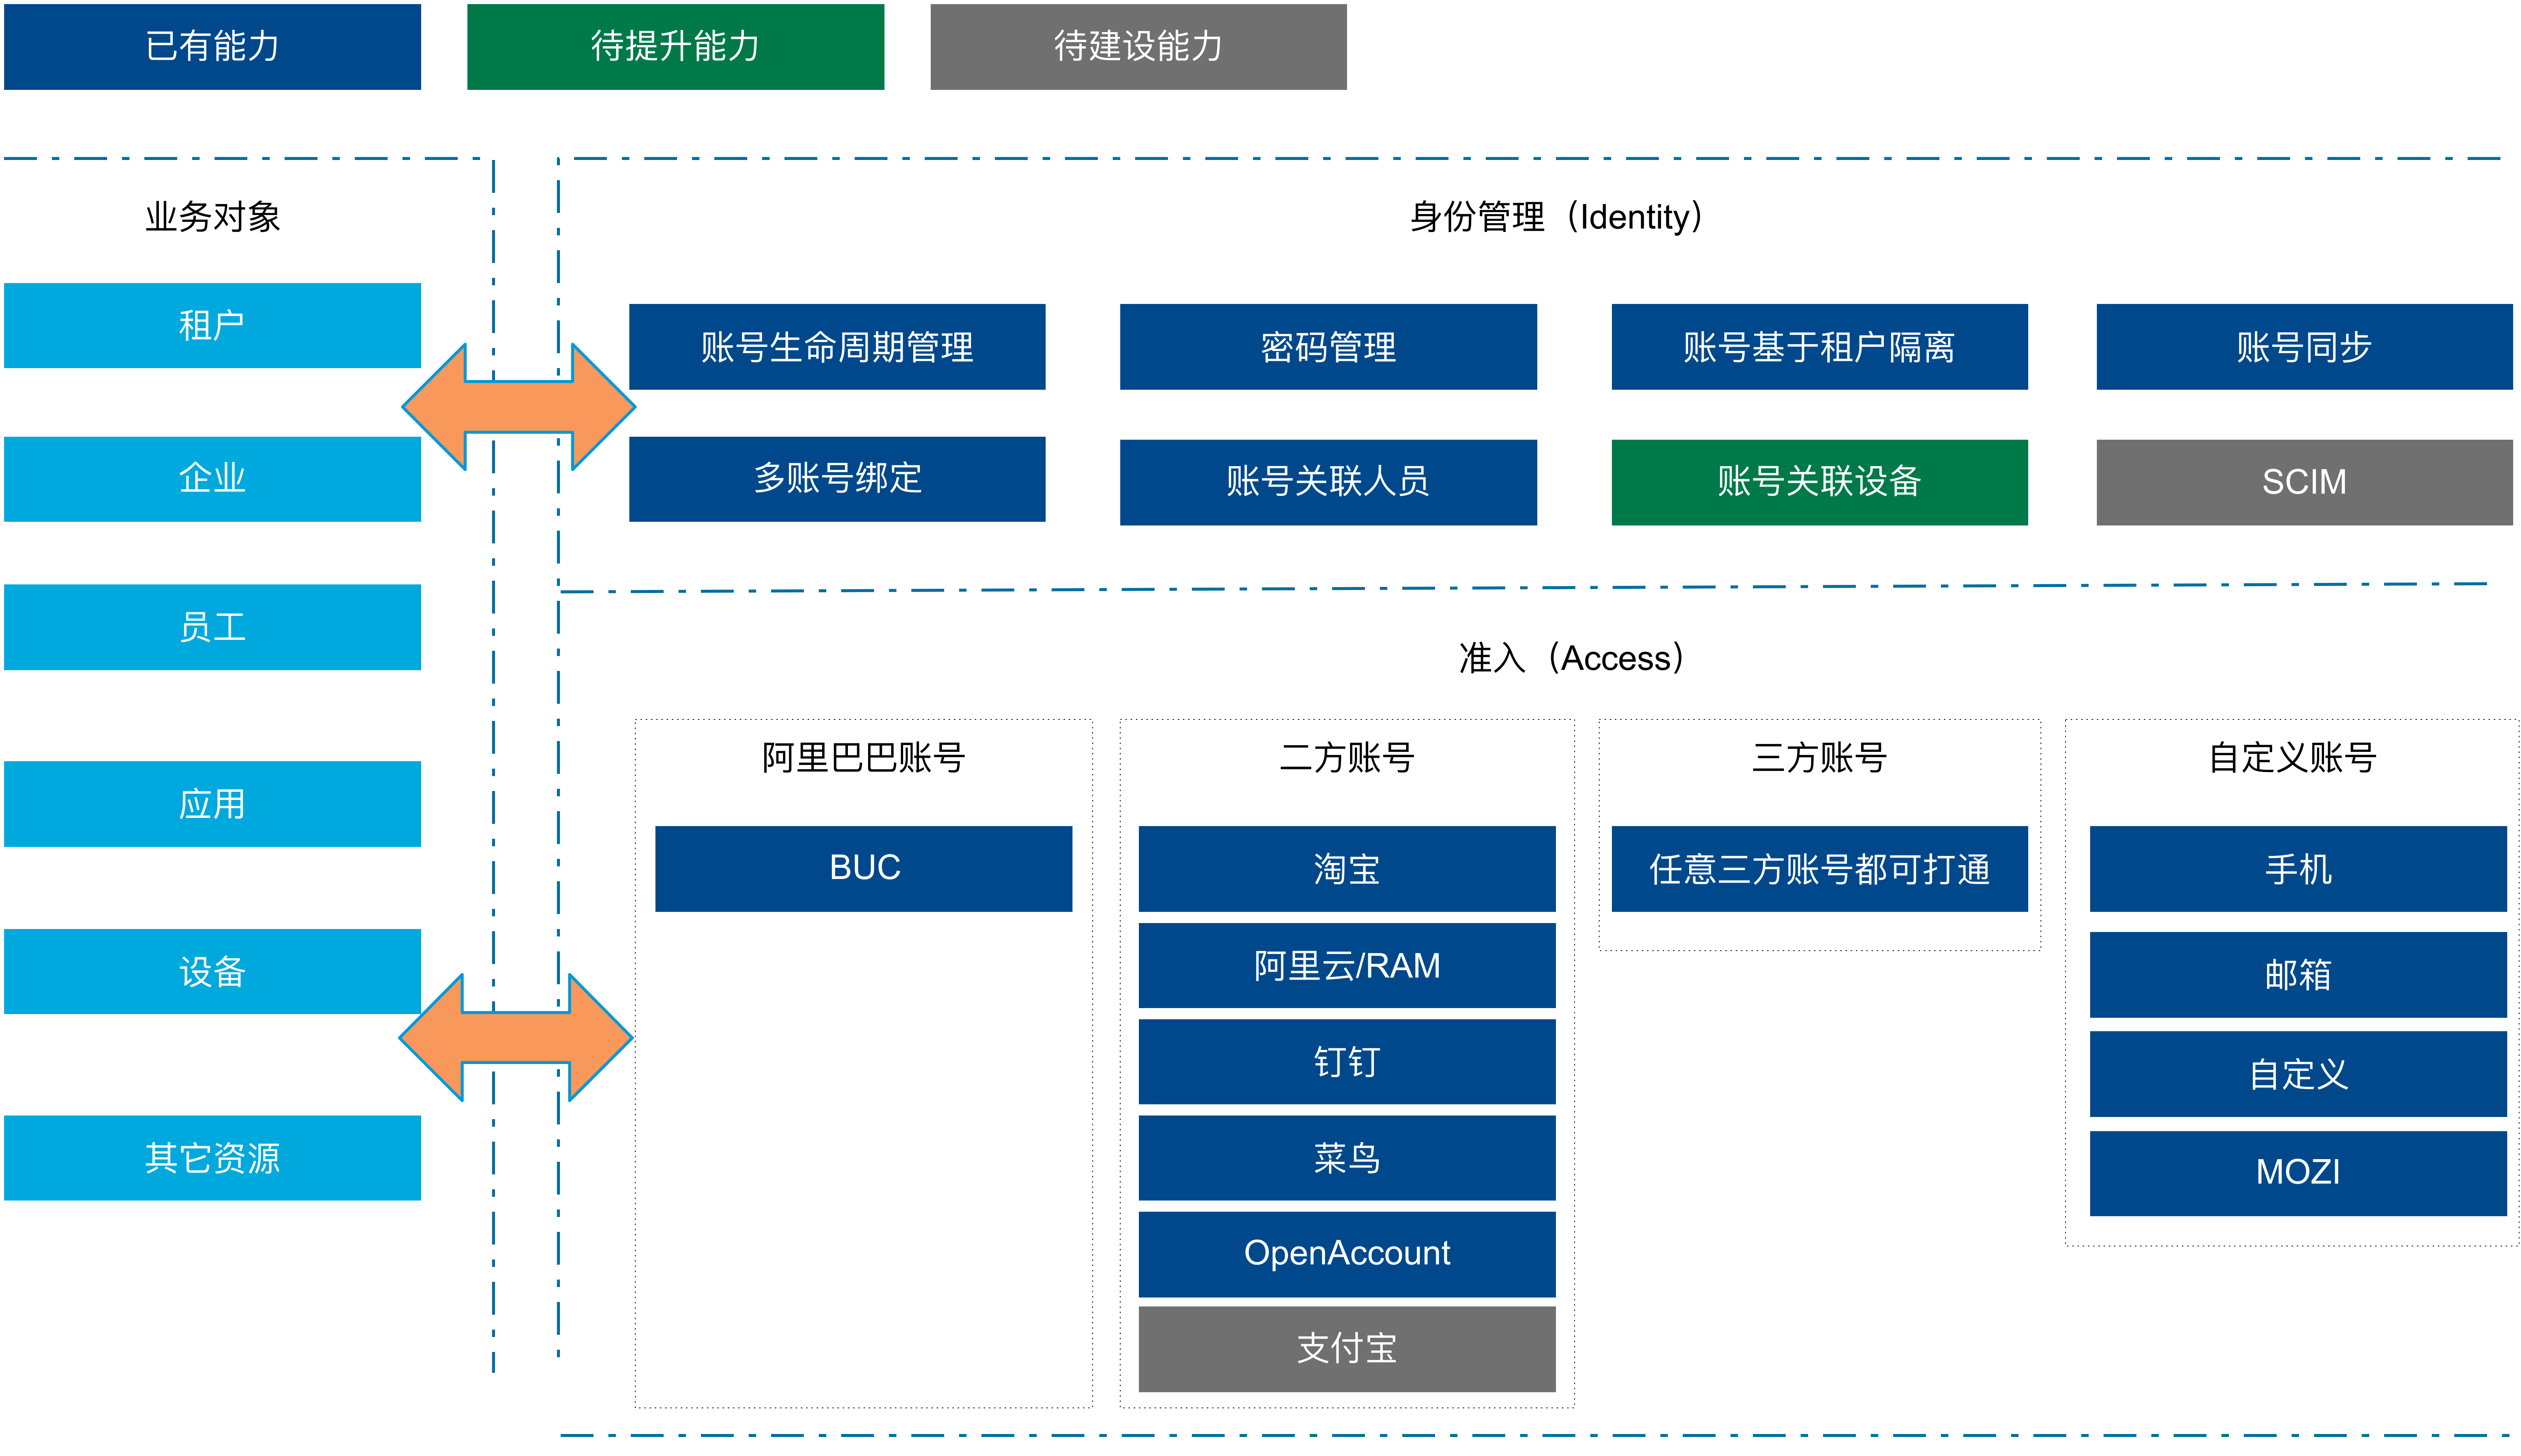 已有能力
待提升能力
待建设能力
业务对象
租户
企业
员工
应用
设备
其它资源
身份管理（Identity）
账号生命周期管理
密码管理
账号基于租户隔离
账号同步
多账号绑定
账号关联人员
账号关联设备
SCIM
准入（Access）
阿里巴巴账号
BUC
二方账号
淘宝
阿里云/RAM
钉钉
菜鸟
OpenAccount
支付宝
三方账号
任意三方账号都可打通
自定义账号
手机
邮箱
自定义
MOZI